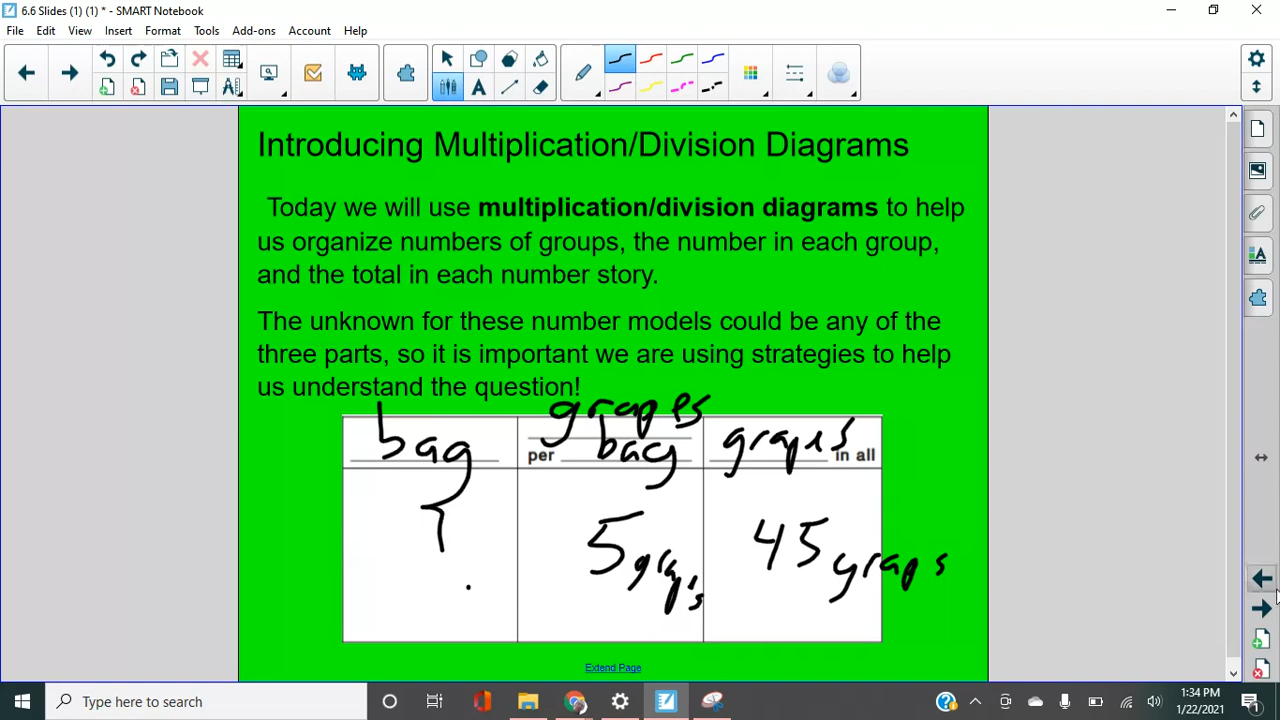 6.6 Slides (1) (1) * - SMART Notebook
File Edit View Insert Format Tools Add-ons Account Help
Introducing Multiplication/Division Diagrams
Today we will use multiplication/division diagrams to help
us organize numbers of groups, the number in each group,
and the total in each number story.
The unknown for these number models could be any of the
three parts, so it is important we are using strategies to help
us understand the question!
bag
grapes
per bag
grapes in all
?
5 graps
45 graps
Extend Page
Type here to search
1:34 PM
1/22/2021
1